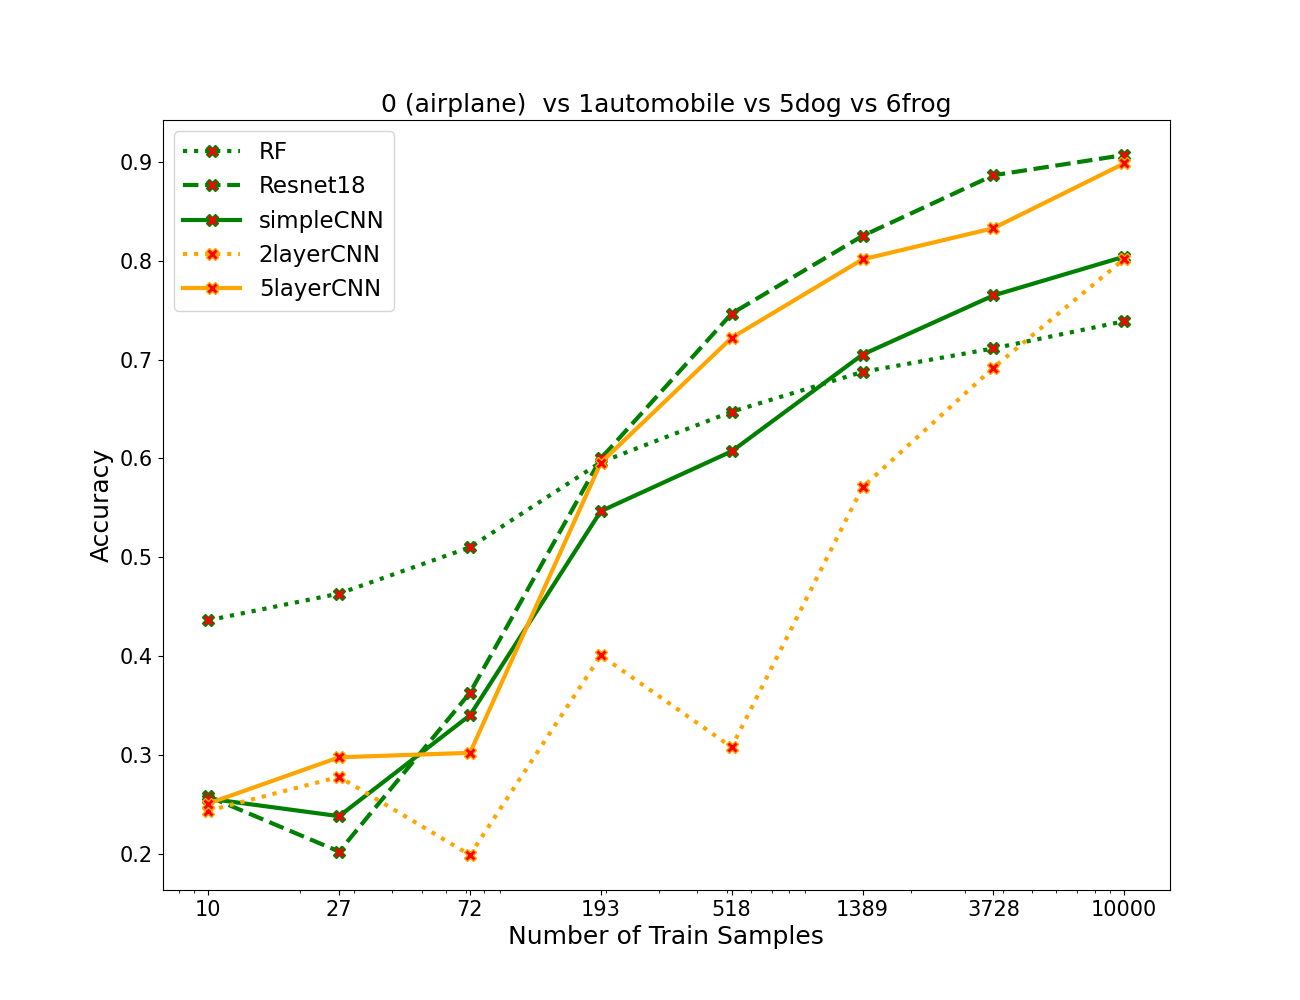 0 (airplane)  vs 1automobile vs 5dog vs 6frog
RF
Resnet18
simpleCNN
2layerCNN
5layerCNN
Accuracy
0.9
0.8
0.7
0.6
0.5
0.4
0.3
0.2
10 27 72 193 518 1389 3728 10000
Number of Train Samples